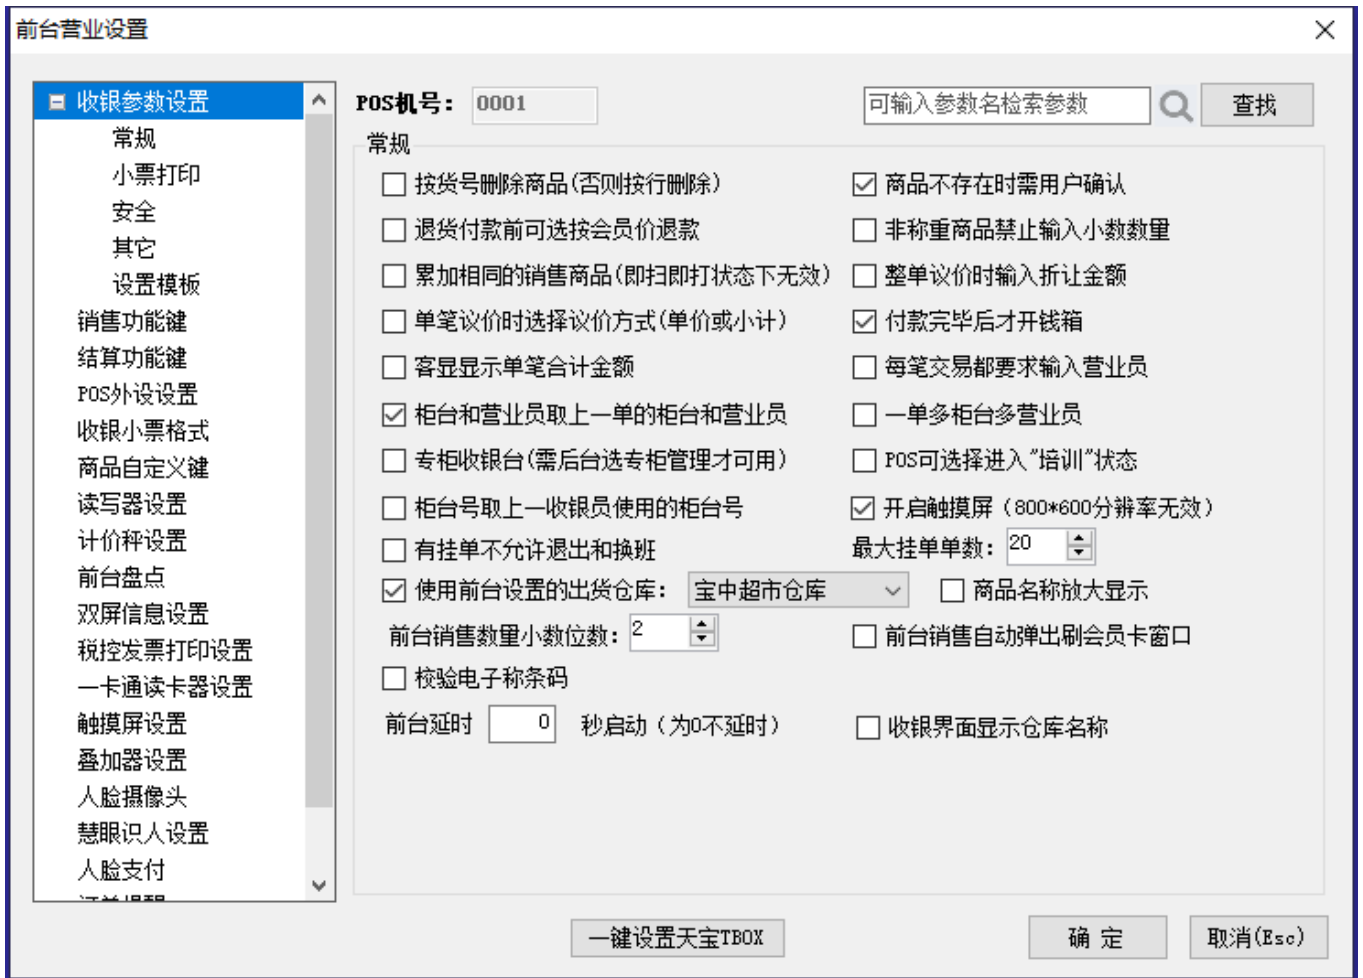 前台营业设置
收银参数设置
常规
小票打印
安全
其它
设置模板
销售功能键
结算功能键
POS外设设置
收银小票格式
商品自定义键
读写器设置
计价秤设置
前台盘点
双屏信息设置
税控发票打印设置
一卡通读卡器设置
触摸屏设置
叠加器设置
人脸摄像头
慧眼识人设置
人脸支付
POS机号： 0001 可输入参数名检索参数 查找
常规
按货号删除商品(否则按行删除) 商品不存在时需用户确认
退货付款前可选按会员价退款 非称重商品禁止输入小数数量
累加相同的销售商品(即扫即打状态下无效) 整单议价时输入折让金额
单笔议价时选择议价方式(单价或小计) 付款完毕后才开钱箱
客显显示单笔合计金额 每笔交易都要求输入营业员
柜台和营业员取上一单的柜台和营业员 一单多柜台多营业员
专柜收银台(需后台选专柜管理才可用) POS可选择进入"培训"状态
柜台号取上一收银员使用的柜台号 开启触摸屏（800*600分辨率无效）
有挂单不允许退出和换班 最大挂单单数： 20
使用前台设置的出货仓库： 宝中超市仓库 商品名称放大显示
前台销售数量小数位数： 2 前台销售自动弹出刷会员卡窗口
校验电子称条码
前台延时 0 秒启动（为0不延时） 收银界面显示仓库名称
一键设置天宝TBOX 确 定 取消(Esc)